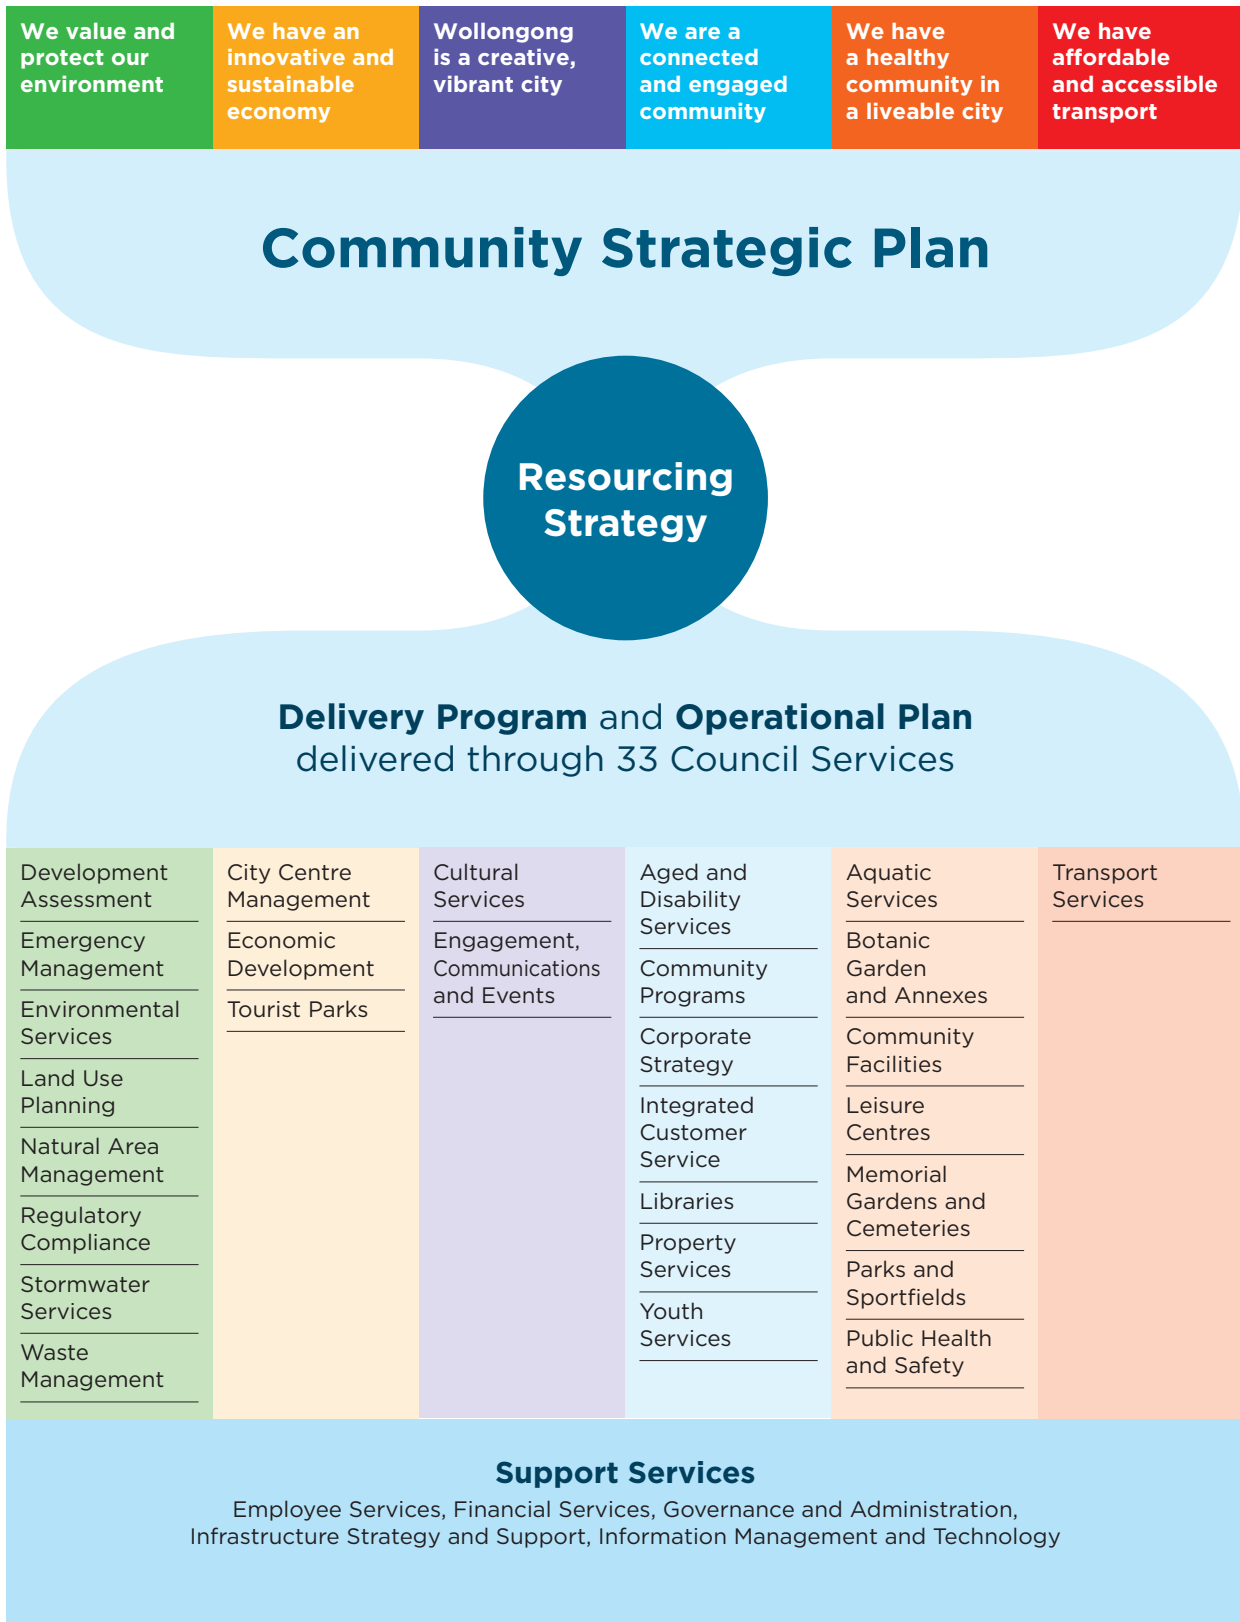 We value and
protect our
environment
We have an
innovative and
sustainable
economy
Wollongong
is a creative,
vibrant city
We are a
connected
and engaged
community
We have
a healthy
community in
a liveable city
We have
affordable
and accessible
transport
Community Strategic Plan
Resourcing
Strategy
Delivery Program and Operational Plan
delivered through 33 Council Services
Development
Assessment
Emergency
Management
Environmental
Services
Land Use
Planning
Natural Area
Management
Regulatory
Compliance
Stormwater
Services
Waste
Management
City Centre
Management
Economic
Development
Tourist Parks
Cultural
Services
Engagement,
Communications
and Events
Aged and
Disability
Services
Community
Programs
Corporate
Strategy
Integrated
Customer
Service
Libraries
Property
Services
Youth
Services
Aquatic
Services
Botanic
Garden
and Annexes
Community
Facilities
Leisure
Centres
Memorial
Gardens and
Cemeteries
Parks and
Sportfields
Public Health
and Safety
Transport
Services
Support Services
Employee Services, Financial Services, Governance and Administration,
Infrastructure Strategy and Support, Information Management and Technology